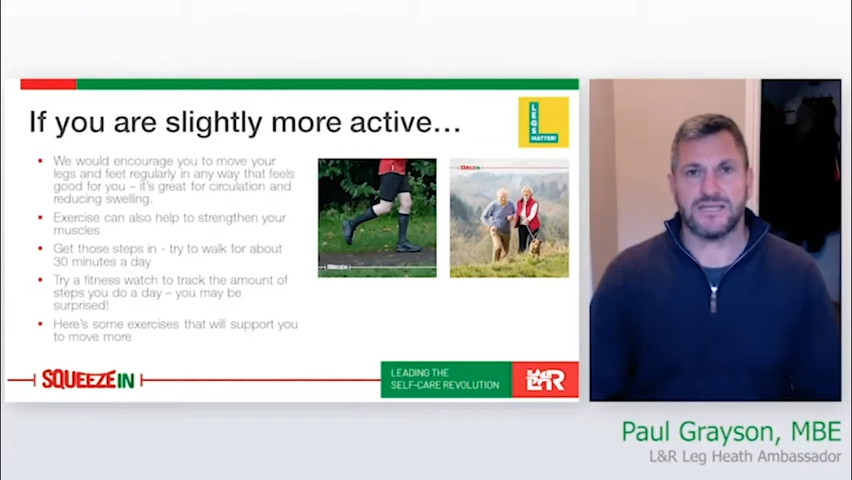 If you are slightly more active...
LEGS
MATTER!
We would encourage you to move your
legs and feet regularly in any way that feels
good for you – it's great for circulation and
reducing swelling.
Exercise can also help to strengthen your
muscles
Get those steps in - try to walk for about
30 minutes a day
Try a fitness watch to track the amount of
steps you do a day – you may be
surprised!
Here's some exercises that will support you
to move more
SQUEEZEIN
LEADING THE
SELF-CARE REVOLUTION
L&R
Paul Grayson, MBE
L&R Leg Heath Ambassador